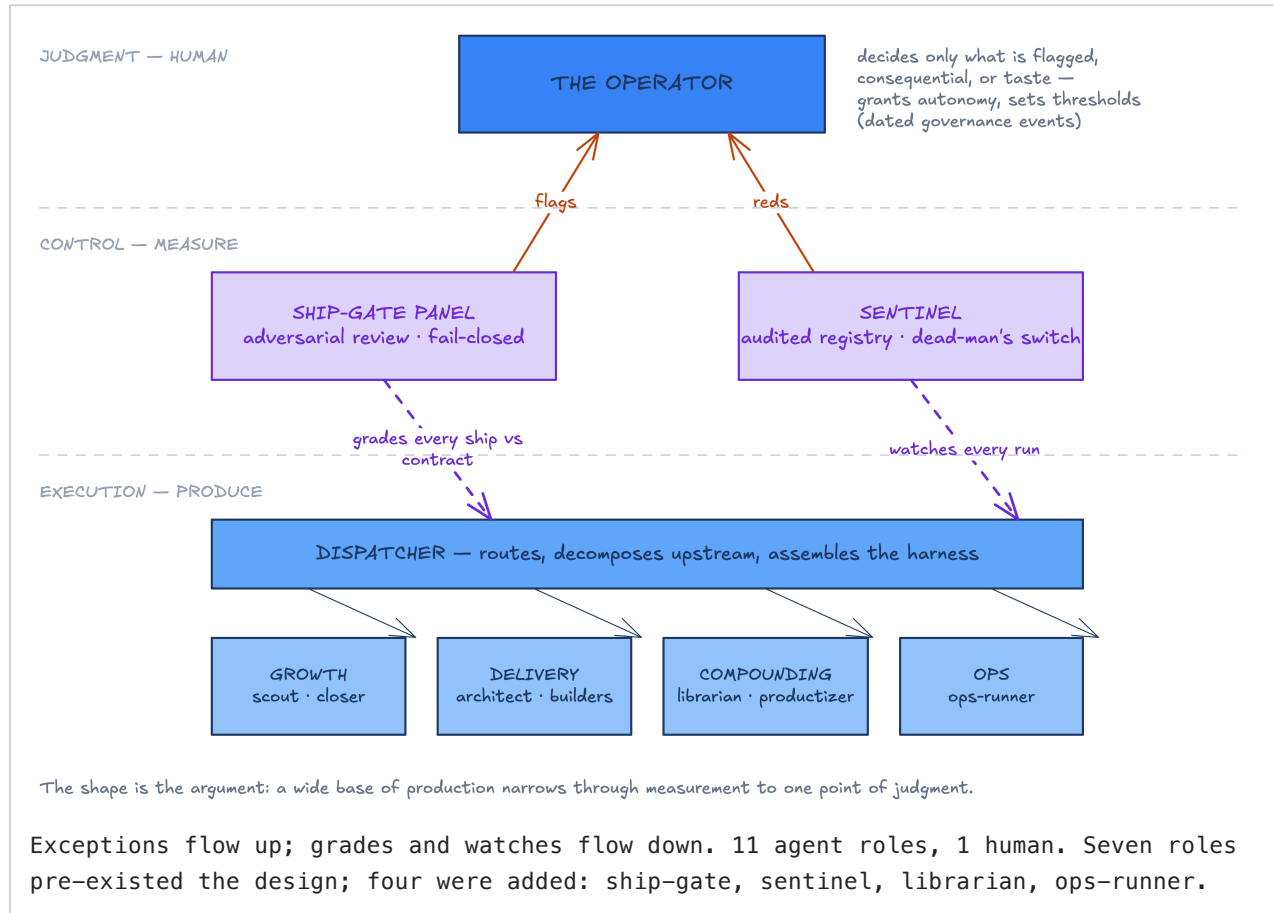 JUDGMENT — HUMAN
THE OPERATOR
decides only what is flagged,
consequential, or taste —
grants autonomy, sets thresholds
(dated governance events)
flags
reds
CONTROL — MEASURE
SHIP-GATE PANEL
adversarial review · fail-closed
SENTINEL
audited registry · dead-man's switch
grades every ship vs
contract
watches every run
EXECUTION — PRODUCE
DISPATCHER — routes, decomposes upstream, assembles the harness
GROWTH
scout · closer
DELIVERY
architect · builders
COMPOUNDING
librarian · productizer
OPS
ops-runner
The shape is the argument: a wide base of production narrows through measurement to one point of judgment.
Exceptions flow up; grades and watches flow down. 11 agent roles, 1 human. Seven roles
pre-existed the design; four were added: ship-gate, sentinel, librarian, ops-runner.